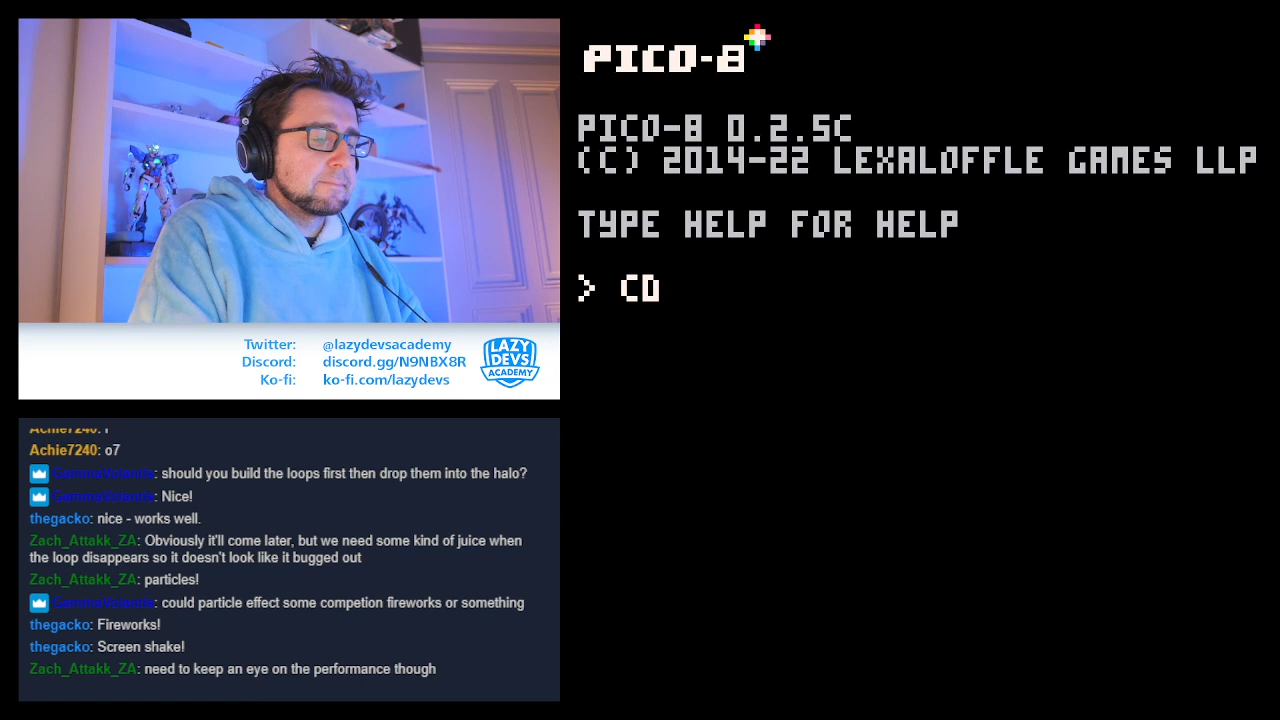 PICO-8
PICO-8 0.2.5C
(C) 2014-22 LEXALOFFLE GAMES LLP
TYPE HELP FOR HELP
> CD
Twitter: @lazydevsacademy
Discord: discord.gg/N9NBX8R
Ko-fi: ko-fi.com/lazydevs
LAZY
DEVS
ACADEMY
Achie7240:
Achie7240: o7
GammaVolantis: should you build the loops first then drop them into the halo?
GammaVolantis: Nice!
thegacko: nice - works well.
Zach_Attakk_ZA: Obviously it'll come later, but we need some kind of juice when
the loop disappears so it doesn't look like it bugged out
Zach_Attakk_ZA: particles!
GammaVolantis: could particle effect some competion fireworks or something
thegacko: Fireworks!
thegacko: Screen shake!
Zach_Attakk_ZA: need to keep an eye on the performance though